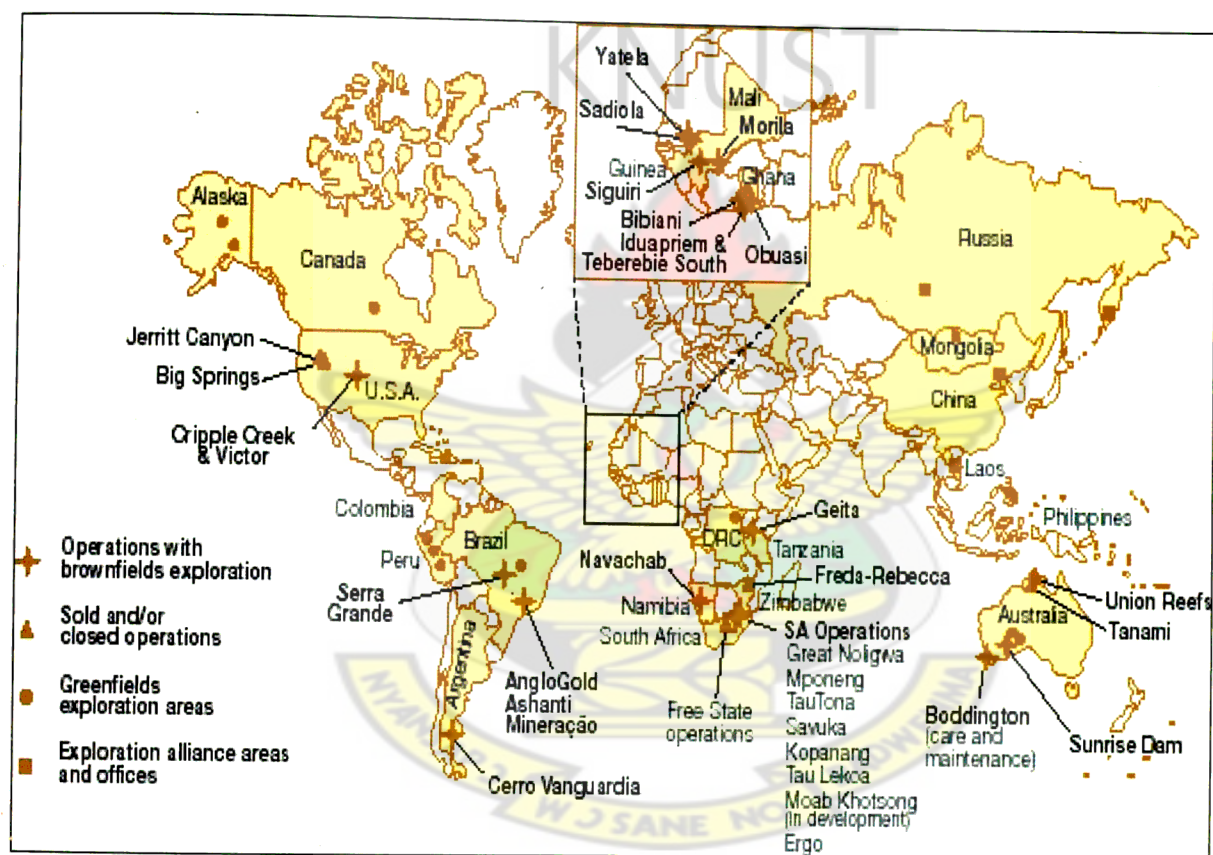 KNUST
Yatela
Mali
Sadiola
Morila
Guinea
Ghana
Siguiri
Bibiani
Iduapriem &
Teberebie South
Obuasi
Alaska
Canada
Russia
Jerritt Canyon
Big Springs
U.S.A.
Cripple Creek
& Victor
Mongolia
China
Laos
Philippines
Colombia
Peru
Brazil
Serra
Grande
Argentina
AngloGold
Ashanti
Mineração
Cerro Vanguardia
DRC
Geita
Tanzania
Navachab
Freda-Rebecca
Namibia
Zimbabwe
South Africa
SA Operations
Great Noligwa
Mponeng
TauTona
Savuka
Kopanang
Tau Lekoa
Moab Khotsong
(in development)
Ergo
Free State
operations
Australia
Union Reefs
Tanami
Boddington
(care and
maintenance)
Sunrise Dam
Operations with
brownfields exploration
Sold and/or
closed operations
Greenfields
exploration areas
Exploration alliance areas
and offices
W Ɔ SANE NO